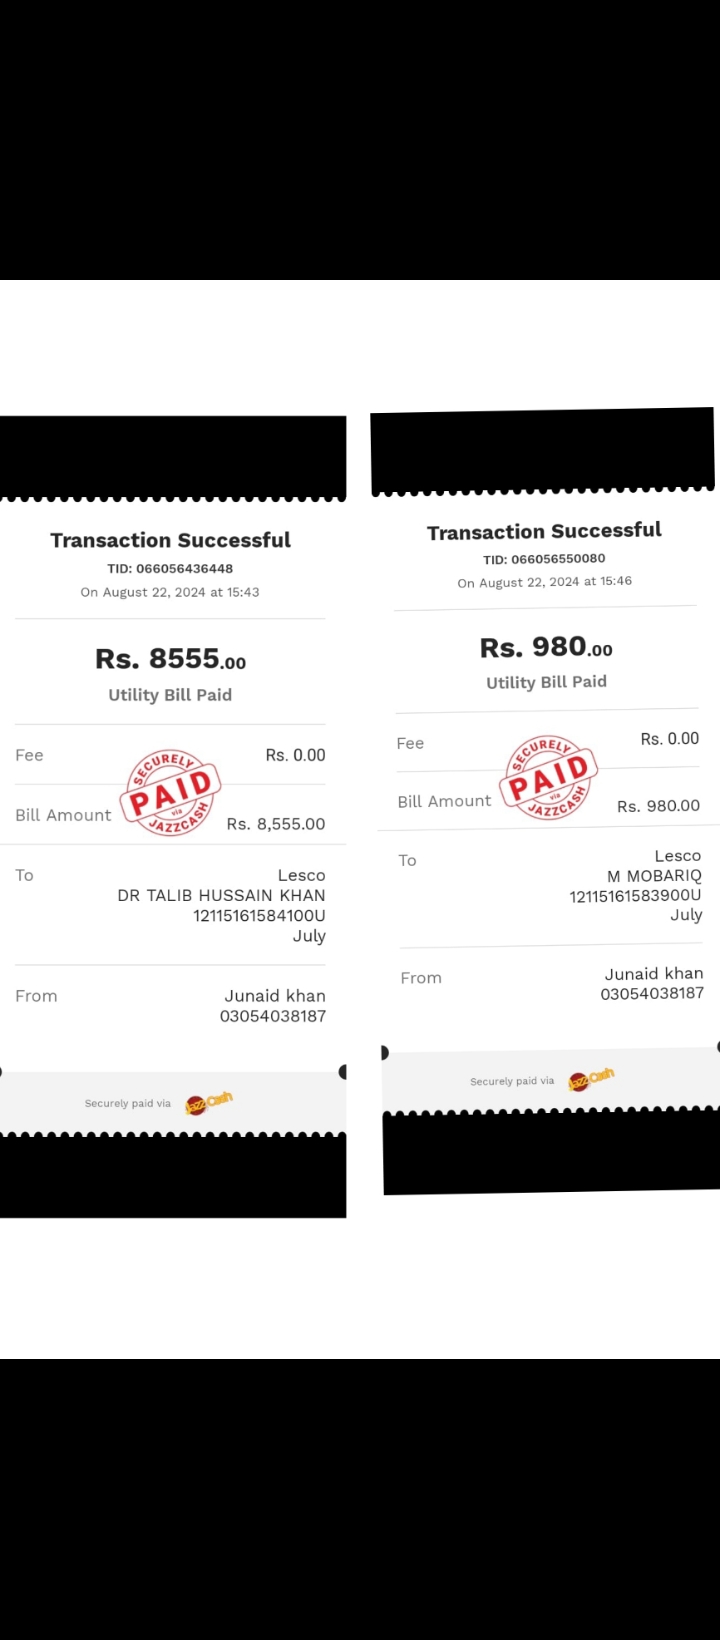 Transaction Successful
TID: 066056436448
On August 22, 2024 at 15:43
Rs. 8555.00
Utility Bill Paid
Fee Rs. 0.00
SECURELY
PAID
via
JAZZCASH
Bill Amount Rs. 8,555.00
To Lesco
DR TALIB HUSSAIN KHAN
12115161584100U
July
From Junaid khan
03054038187
Securely paid via JazzCash
Transaction Successful
TID: 066056550080
On August 22, 2024 at 15:46
Rs. 980.00
Utility Bill Paid
Fee Rs. 0.00
SECURELY
PAID
via
JAZZCASH
Bill Amount Rs. 980.00
To Lesco
M MOBARIQ
12115161583900U
July
From Junaid khan
03054038187
Securely paid via JazzCash